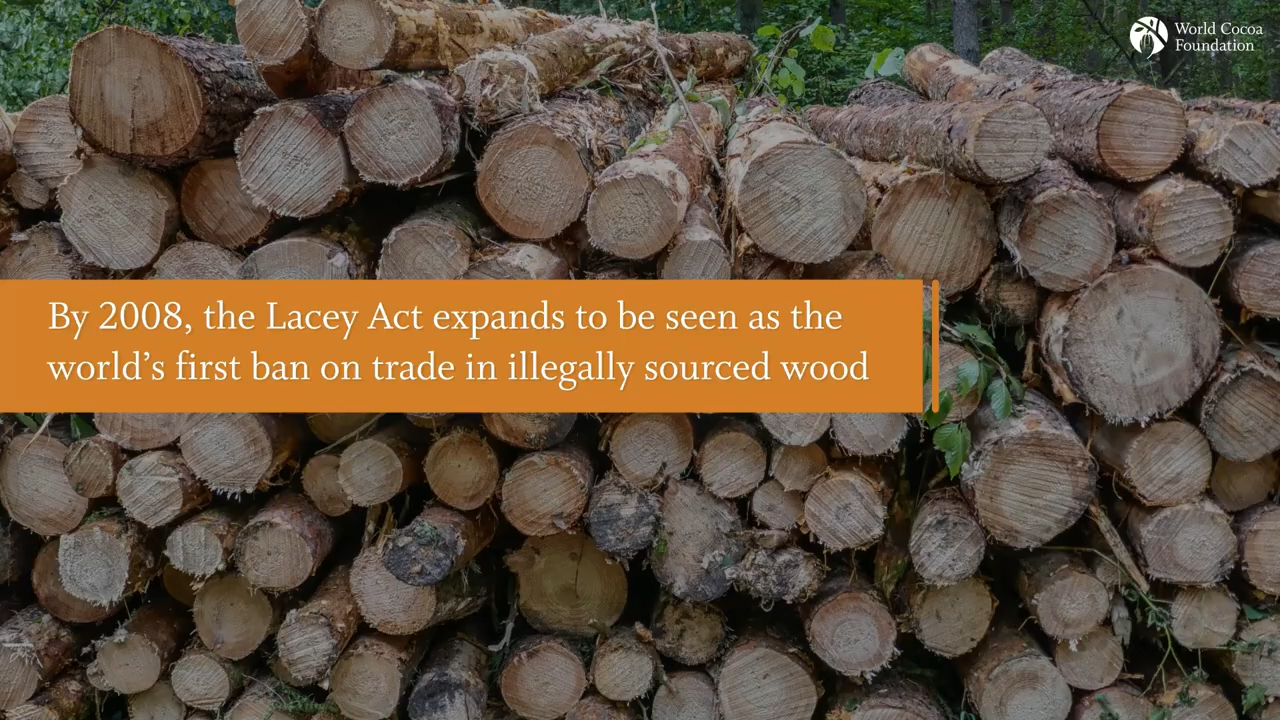 World Cocoa
Foundation
By 2008, the Lacey Act expands to be seen as the
world’s first ban on trade in illegally sourced wood